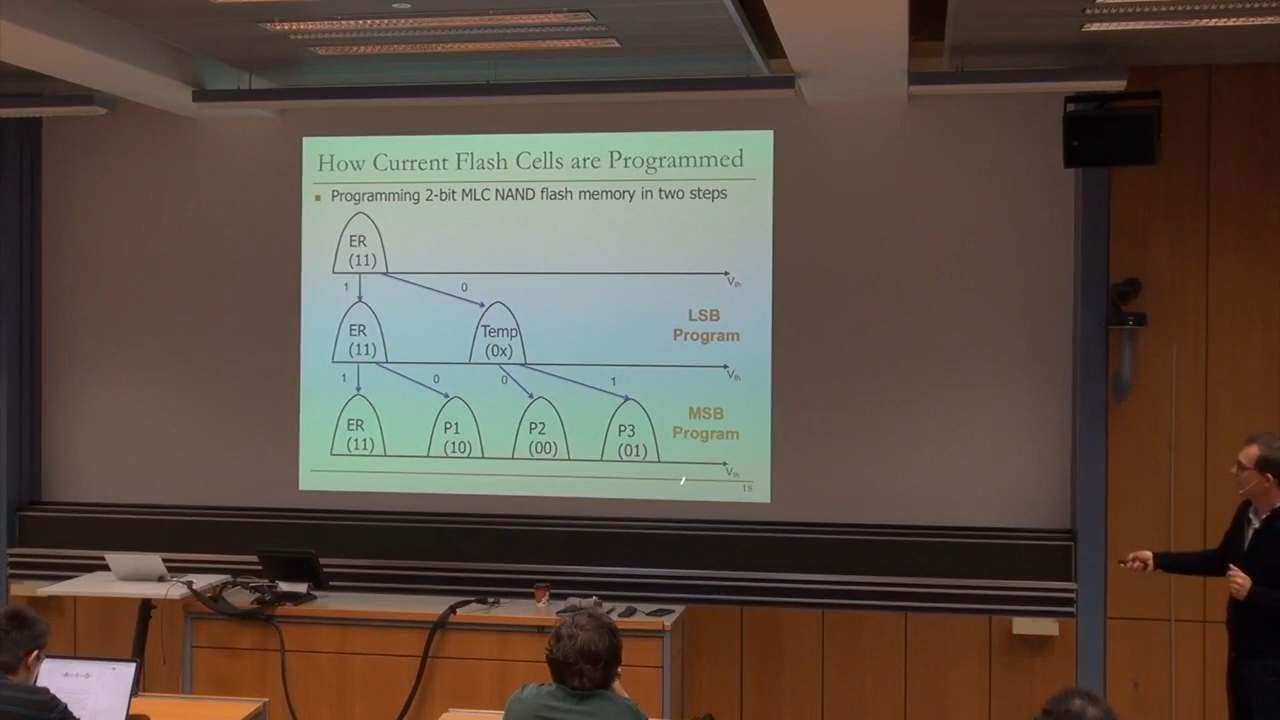 How Current Flash Cells are Programmed
▪ Programming 2-bit MLC NAND flash memory in two steps
ER
(11)
Vth
1
0
ER
(11)
Temp
(0x)
LSB
Program
Vth
1
0
0
1
ER
(11)
P1
(10)
P2
(00)
P3
(01)
MSB
Program
Vth
18